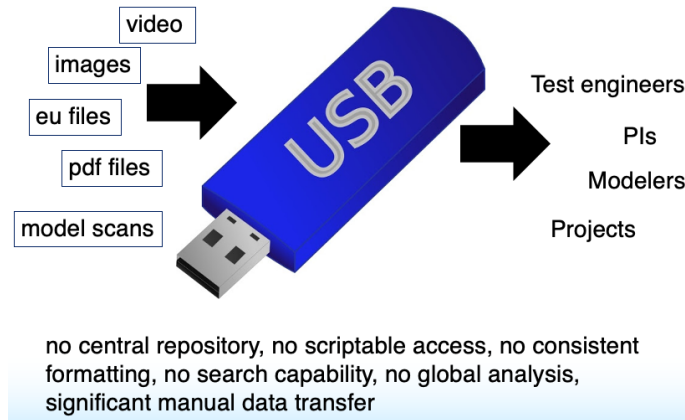 video
images
eu files
pdf files
model scans
USB
Test engineers
PIs
Modelers
Projects
no central repository, no scriptable access, no consistent
formatting, no search capability, no global analysis,
significant manual data transfer